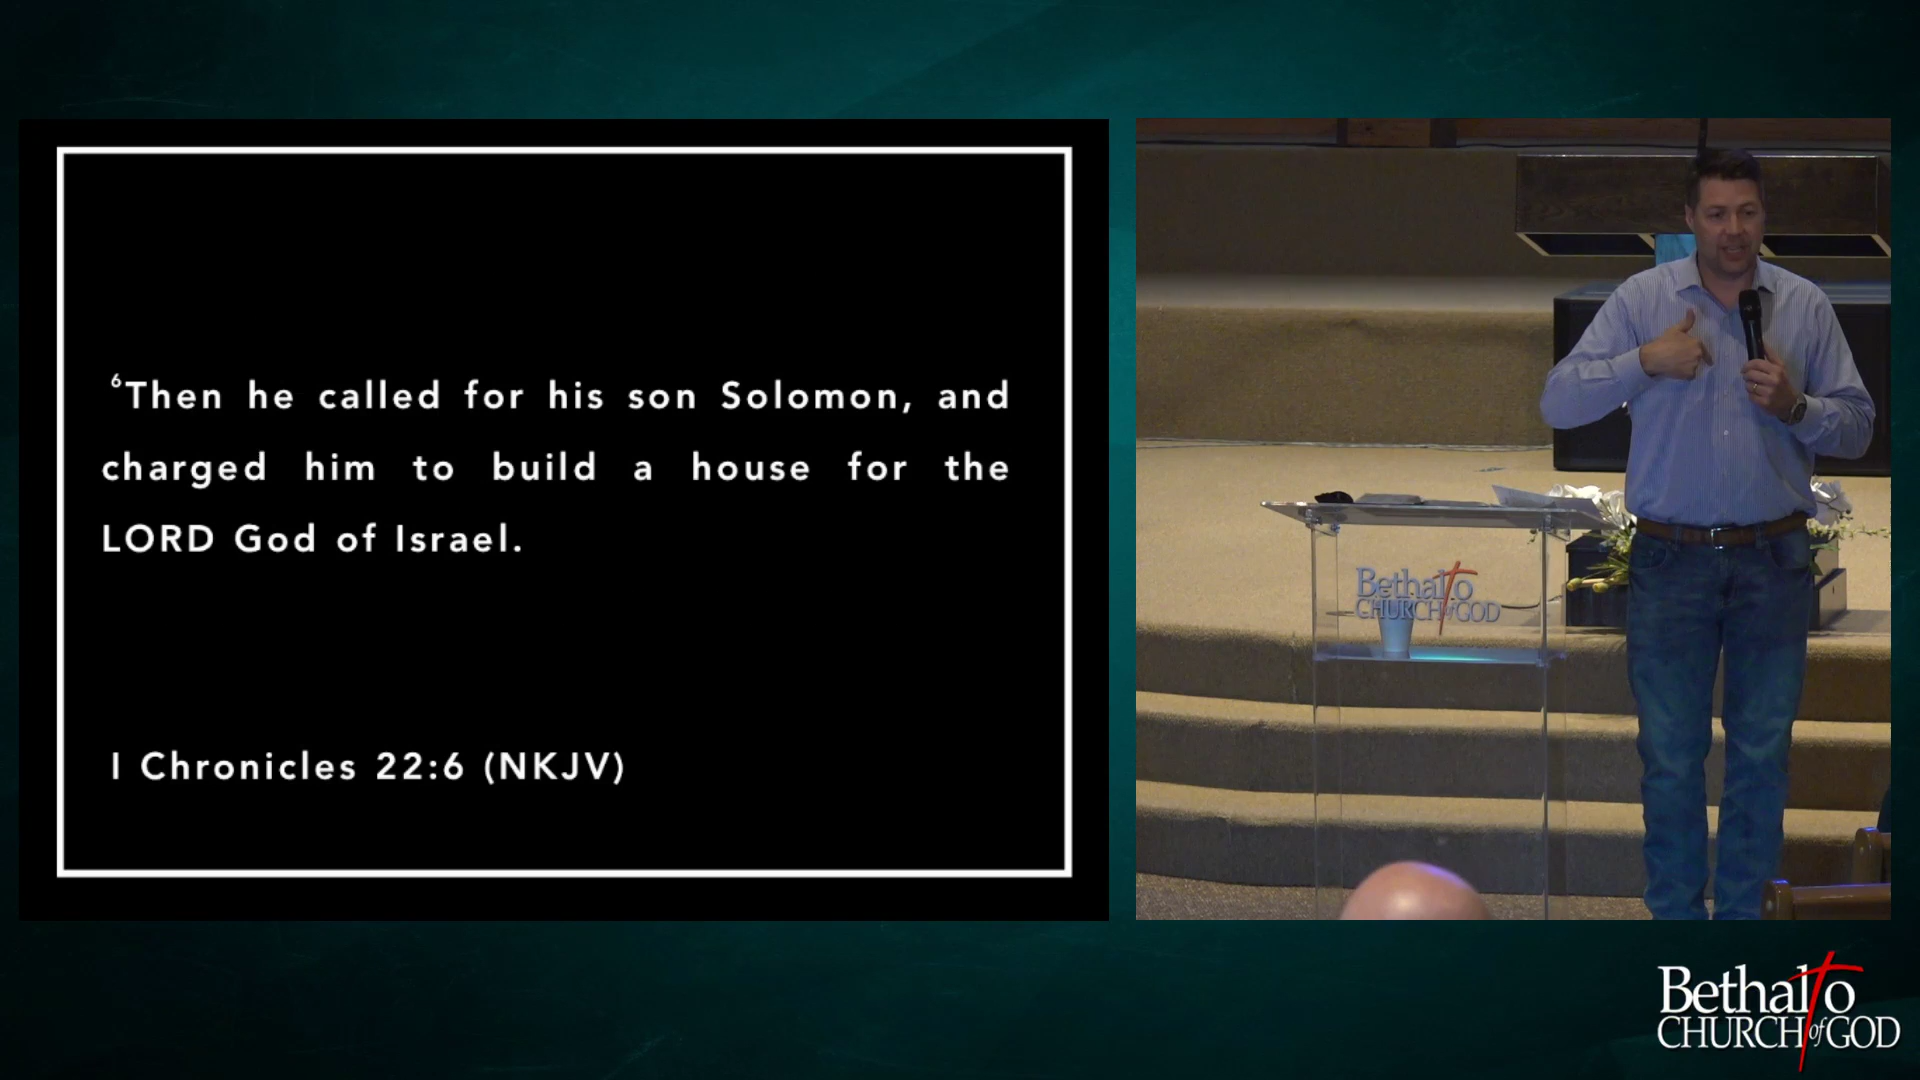 ⁶Then he called for his son Solomon, and
charged him to build a house for the
LORD God of Israel.
I Chronicles 22:6 (NKJV)
Bethalto
CHURCH of GOD
Bethalto
CHURCH of GOD